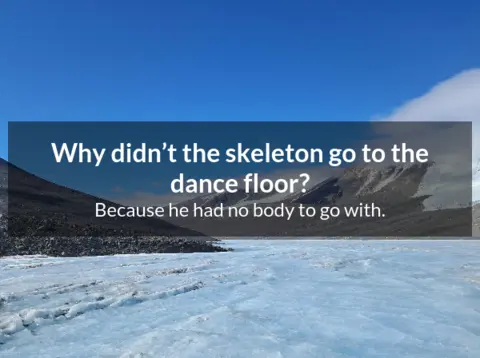 Why didn’t the skeleton go to the
dance floor?
Because he had no body to go with.